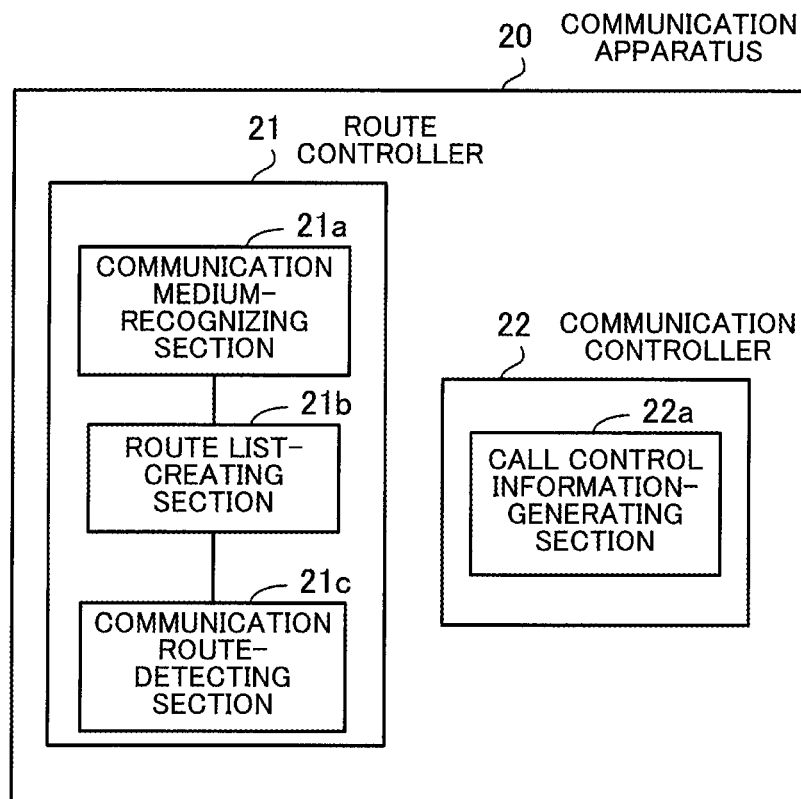 20 COMMUNICATION
APPARATUS
21 ROUTE
CONTROLLER
21a
COMMUNICATION
MEDIUM-
RECOGNIZING
SECTION
21b
ROUTE LIST-
CREATING
SECTION
21c
COMMUNICATION
ROUTE-
DETECTING
SECTION
22 COMMUNICATION
CONTROLLER
22a
CALL CONTROL
INFORMATION-
GENERATING
SECTION